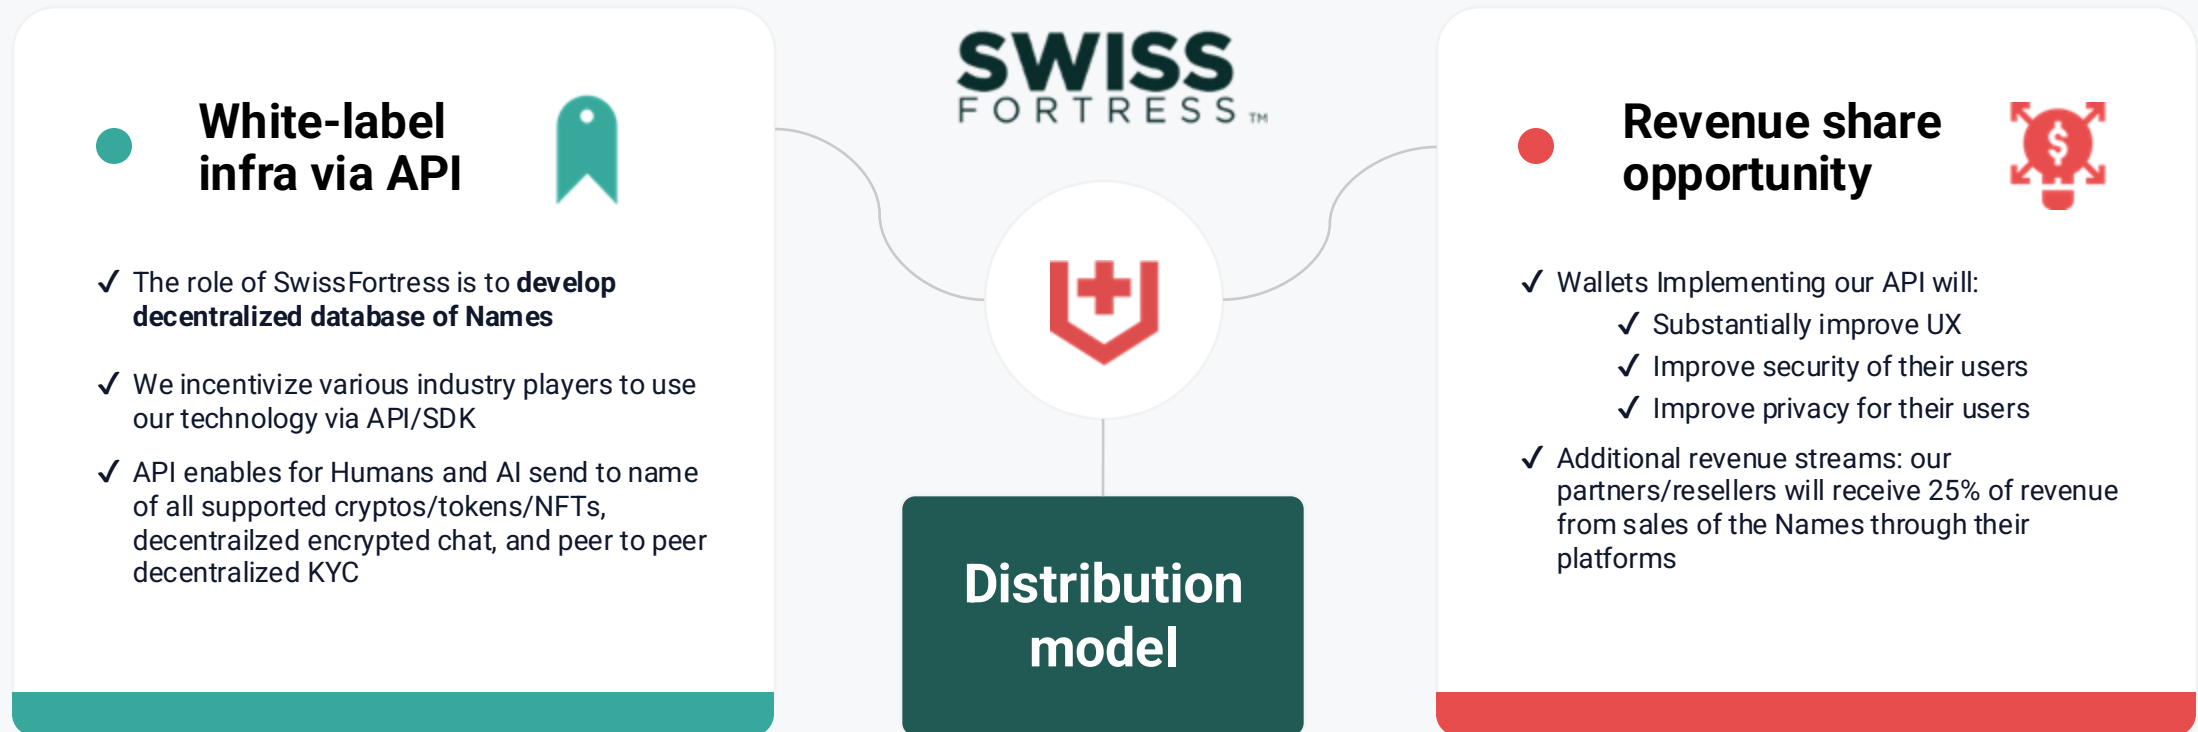 White-label
infra via API
✓ The role of SwissFortress is to develop
decentralized database of Names
✓ We incentivize various industry players to use
our technology via API/SDK
✓ API enables for Humans and AI send to name
of all supported cryptos/tokens/NFTs,
decentrailzed encrypted chat, and peer to peer
decentralized KYC
SWISS
FORTRESS™
Distribution
model
Revenue share
opportunity
$
✓ Wallets Implementing our API will:
✓ Substantially improve UX
✓ Improve security of their users
✓ Improve privacy for their users
✓ Additional revenue streams: our
partners/resellers will receive 25% of revenue
from sales of the Names through their
platforms